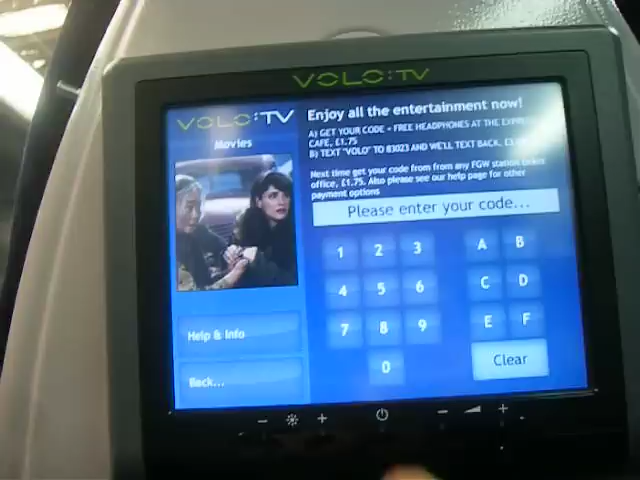 VOLO:TV
VOLO:TV
Movies
Enjoy all the entertainment now!
A) GET YOUR CODE + FREE HEADPHONES AT THE
CAFE, £1.75
B) TEXT "VOLO" TO 83023 AND WE'LL TEXT BACK,
Next time get your code from from any FGW station
office, £1.75. Also please see our help page for other
payment options
Please enter your code...
1 2 3 A B
4 5 6 C D
7 8 9 E F
0 Clear
Help & Info
Back...